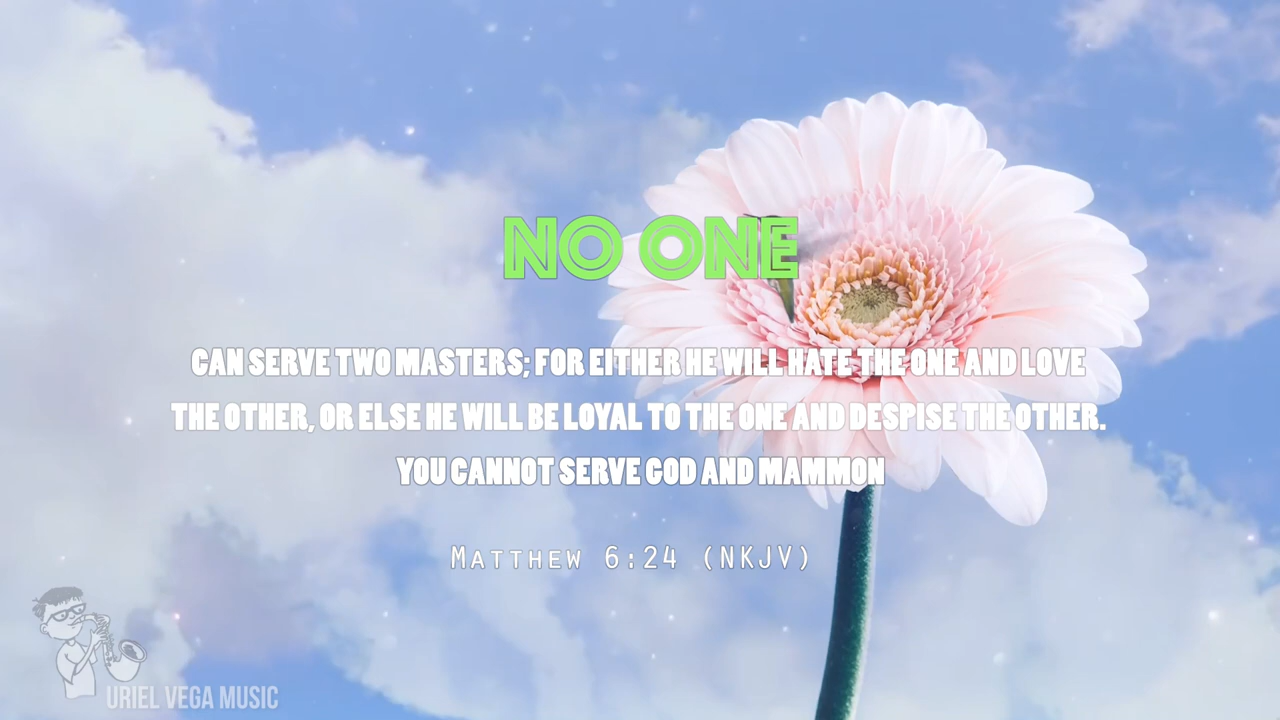 NO ONE
CAN SERVE TWO MASTERS; FOR EITHER HE WILL HATE THE ONE AND LOVE
THE OTHER, OR ELSE HE WILL BE LOYAL TO THE ONE AND DESPISE THE OTHER.
YOU CANNOT SERVE GOD AND MAMMON
Matthew 6:24 (NKJV)
URIEL VEGA MUSIC